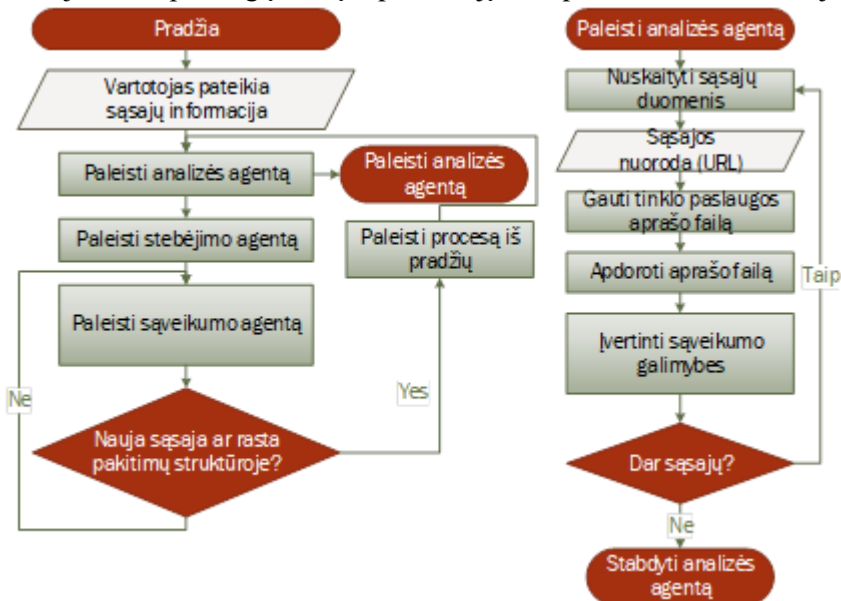 Pradžia
Vartotojas pateikia
sąsajų informacija
Paleisti analizės agentą
Paleisti analizės
agentą
Paleisti stebėjimo agentą
Paleisti procesą iš
pradžių
Paleisti sąveikumo agentą
Ne
Yes
Nauja sąsaja ar rasta
pakitimų struktūroje?
Paleisti analizės agentą
Nuskaityti sąsajų
duomenis
Sąsajos
nuoroda (URL)
Gauti tinklo paslaugos
aprašo failą
Apdoroti aprašo failą
Taip
Įvertinti sąveikumo
galimybes
Dar sąsajų?
Ne
Stabdyti analizės
agentą